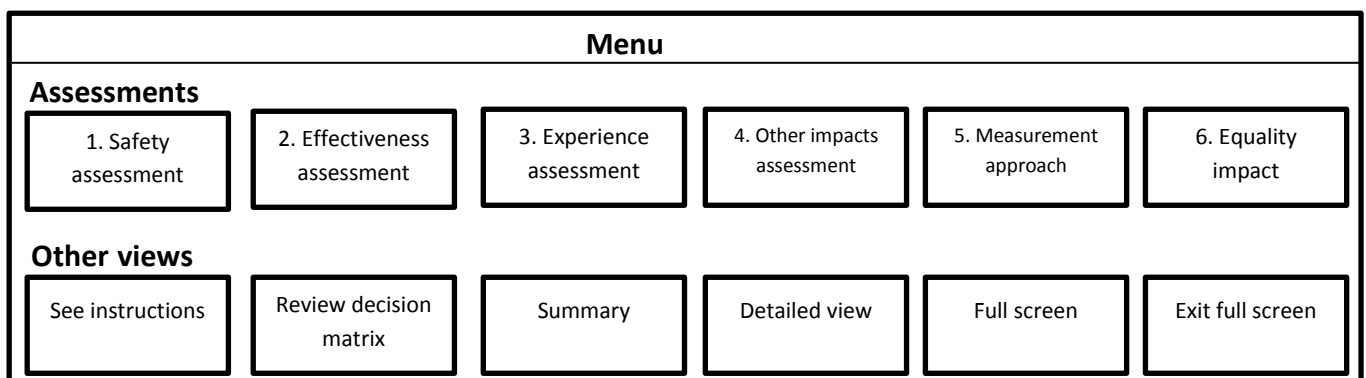 Menu
Assessments
1. Safety
assessment
2. Effectiveness
assessment
3. Experience
assessment
4. Other impacts
assessment
5. Measurement
approach
6. Equality
impact
Other views
See instructions
Review decision
matrix
Summary
Detailed view
Full screen
Exit full screen